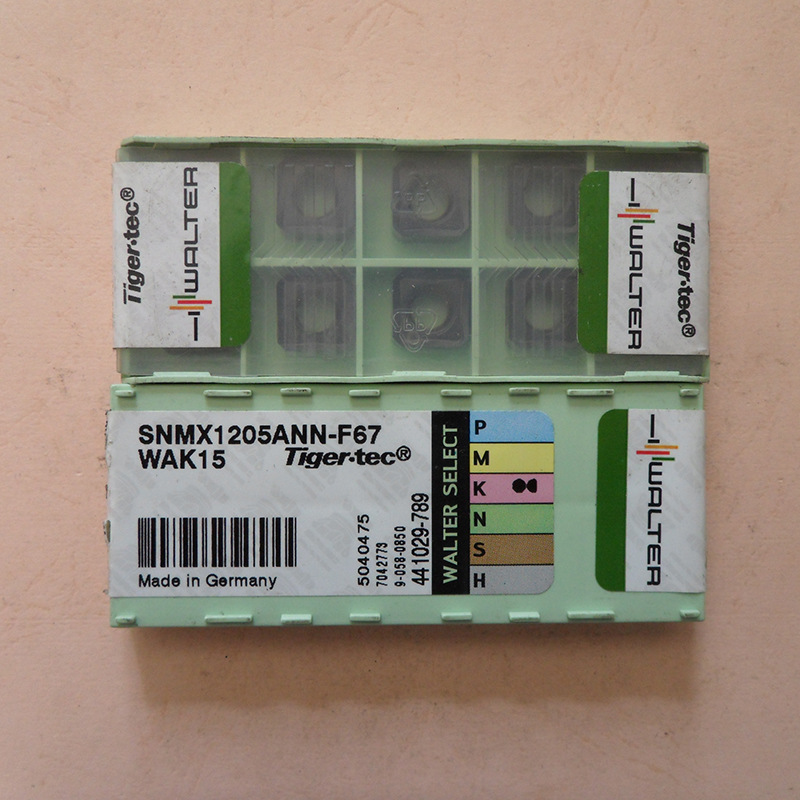 Tiger·tec®
WALTER
WALTER
Tiger·tec®
SNMX1205ANN-F67
WAK15 Tiger·tec®
Made in Germany
5040475
7042773
9-058-0850
441029-789
WALTER SELECT
P
M
K
N
S
H
WALTER